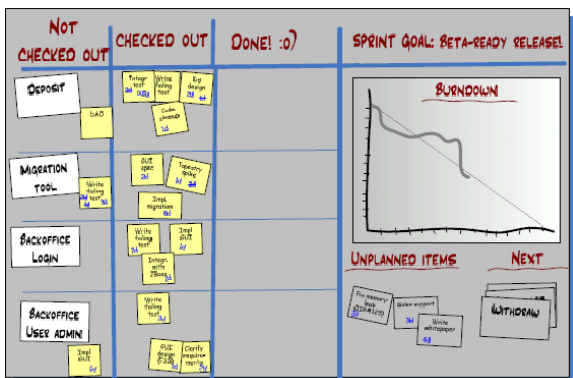 NOT
CHECKED OUT
CHECKED OUT
DONE! :o)
SPRINT GOAL: BETA-READY RELEASE!
DEPOSIT
DAO
Integr
test
Write
failing
test
design
Code
cleanup
BURNDOWN
MIGRATION
TOOL
Write
failing
test
GUI
spec
Tapestry
spike
Impl.
migration
BACKOFFICE
LOGIN
Write
failing
test
Impl
GUI
Integr.
with
JBoss
BACKOFFICE
USER ADMIN
Impl
GUI
Write
failing
test
GUI
design
Clarify
require-
ments
UNPLANNED ITEMS
NEXT
Fix memory
leak
Sales support
Write
whitepaper
WITHDRAW